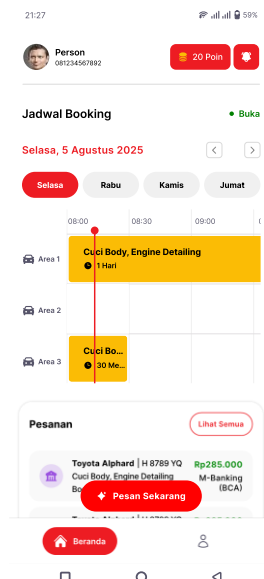 21:27
59%
Person
081234567892
20 Poin
Jadwal Booking
Buka
Selasa, 5 Agustus 2025
Selasa
Rabu
Kamis
Jumat
08:00
08:30
09:00
Area 1
Cuci Body, Engine Detailing
1 Hari
Area 2
Area 3
Cuci Bo...
30 Me...
Pesanan
Lihat Semua
Toyota Alphard | H 8789 YQ
Rp285.000
Cuci Body, Engine Detailing
M-Banking
(BCA)
Pesan Sekarang
Beranda